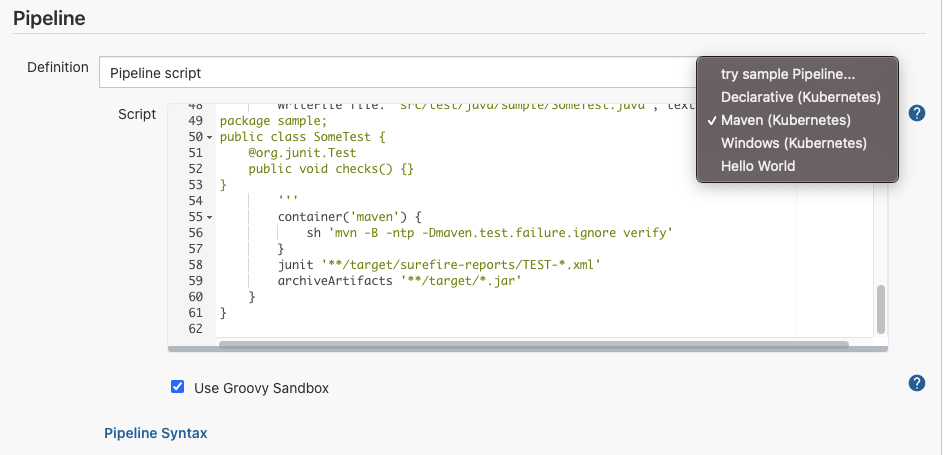 Pipeline
Definition
Pipeline script
try sample Pipeline...
Declarative (Kubernetes)
✓ Maven (Kubernetes)
Windows (Kubernetes)
Hello World
Script
48         writeFile file: 'src/test/java/sample/SomeTest.java', text
49 package sample;
50 public class SomeTest {
51     @org.junit.Test
52     public void checks() {}
53 }
54         '''
55         container('maven') {
56             sh 'mvn -B -ntp -Dmaven.test.failure.ignore verify'
57         }
58         junit '**/target/surefire-reports/TEST-*.xml'
59         archiveArtifacts '**/target/*.jar'
60     }
61 }
62
?
Use Groovy Sandbox
?
Pipeline Syntax